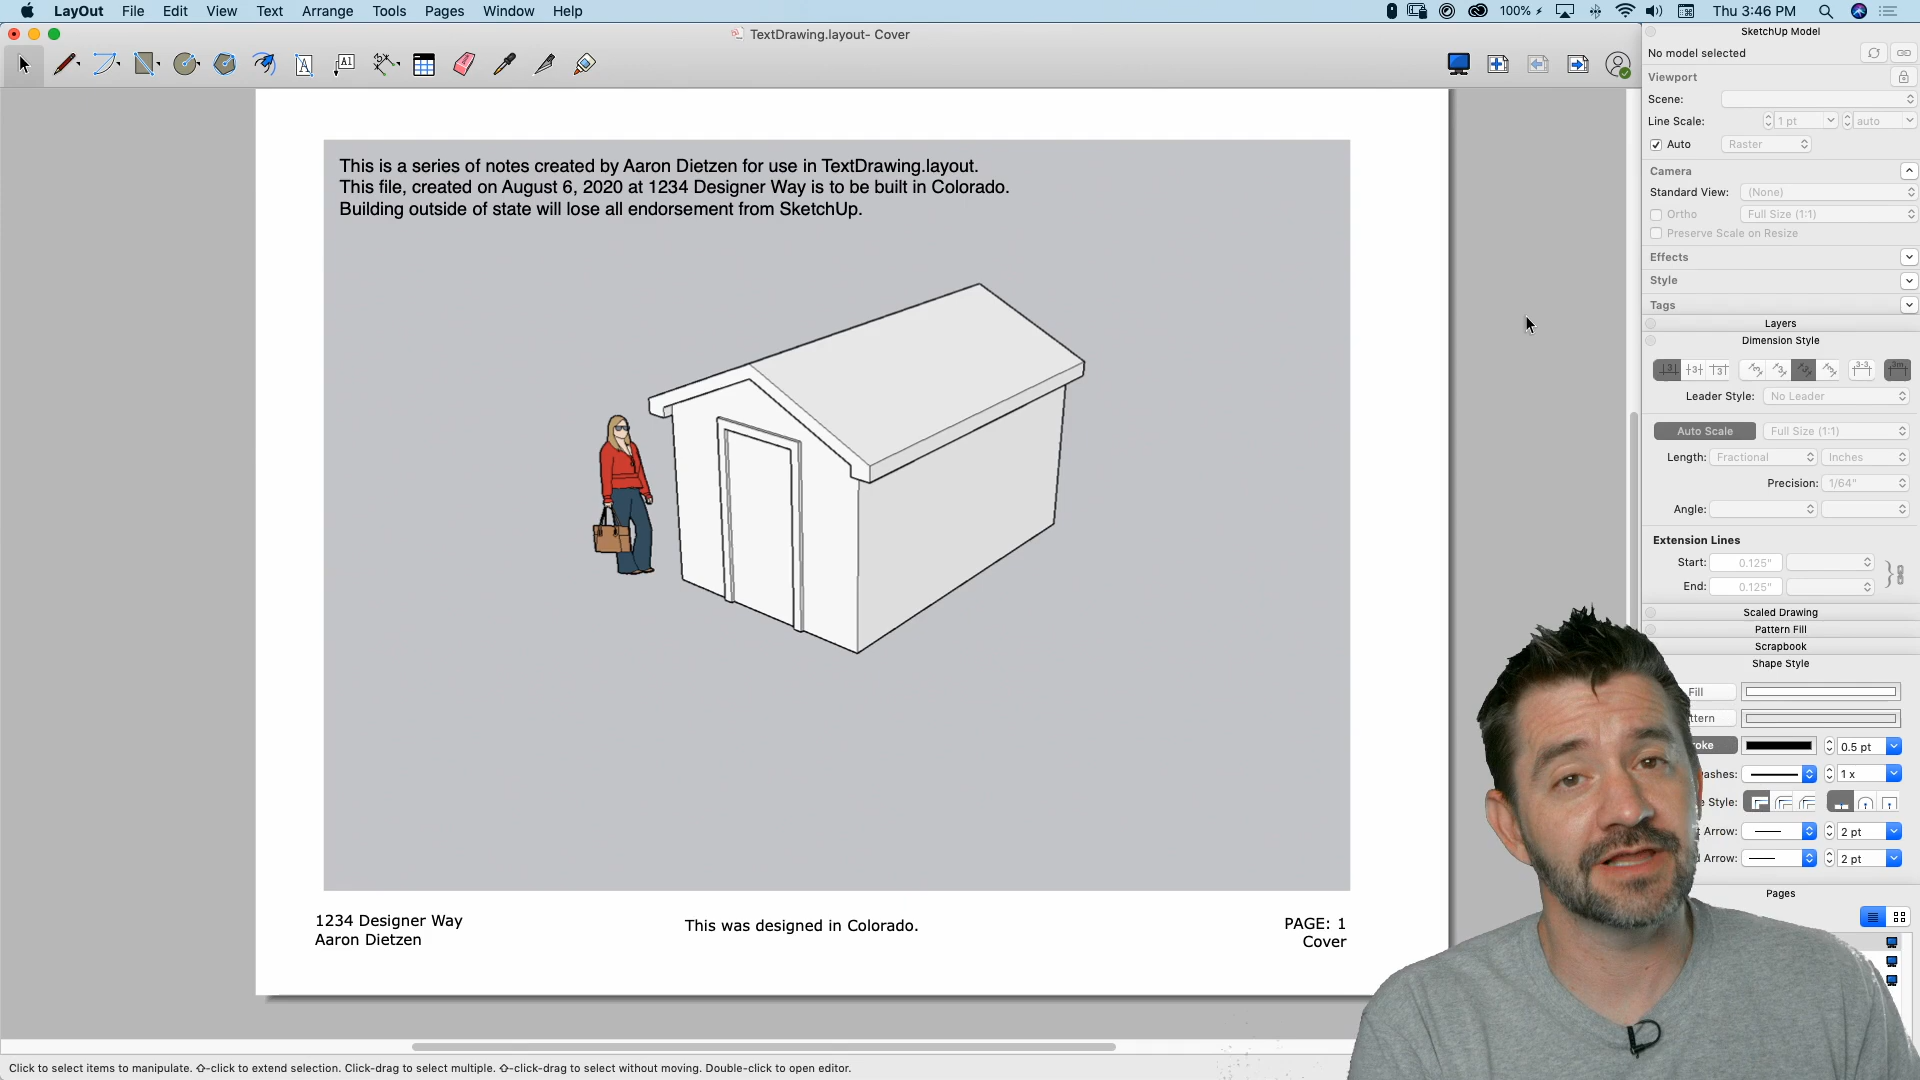 LayOut File Edit View Text Arrange Tools Pages Window Help
100% Thu 3:46 PM
TextDrawing.layout- Cover
SketchUp Model
No model selected
Viewport
Scene:
Line Scale: 1 pt auto
Auto Raster
Camera
Standard View: (None)
Ortho Full Size (1:1)
Preserve Scale on Resize
Effects
Style
Tags
Layers
Dimension Style
Leader Style: No Leader
Auto Scale Full Size (1:1)
Length: Fractional Inches
Precision: 1/64"
Angle:
Extension Lines
Start: 0.125"
End: 0.125"
Scaled Drawing
Pattern Fill
Scrapbook
Shape Style
Fill
ttern
roke 0.5 pt
ashes: 1 x
e Style:
t Arrow: 2 pt
d Arrow: 2 pt
Pages
This is a series of notes created by Aaron Dietzen for use in TextDrawing.layout.
This file, created on August 6, 2020 at 1234 Designer Way is to be built in Colorado.
Building outside of state will lose all endorsement from SketchUp.
1234 Designer Way
Aaron Dietzen
This was designed in Colorado.
PAGE: 1
Cover
Click to select items to manipulate. ⇧-click to extend selection. Click-drag to select multiple. ⇧-click-drag to select without moving. Double-click to open editor.